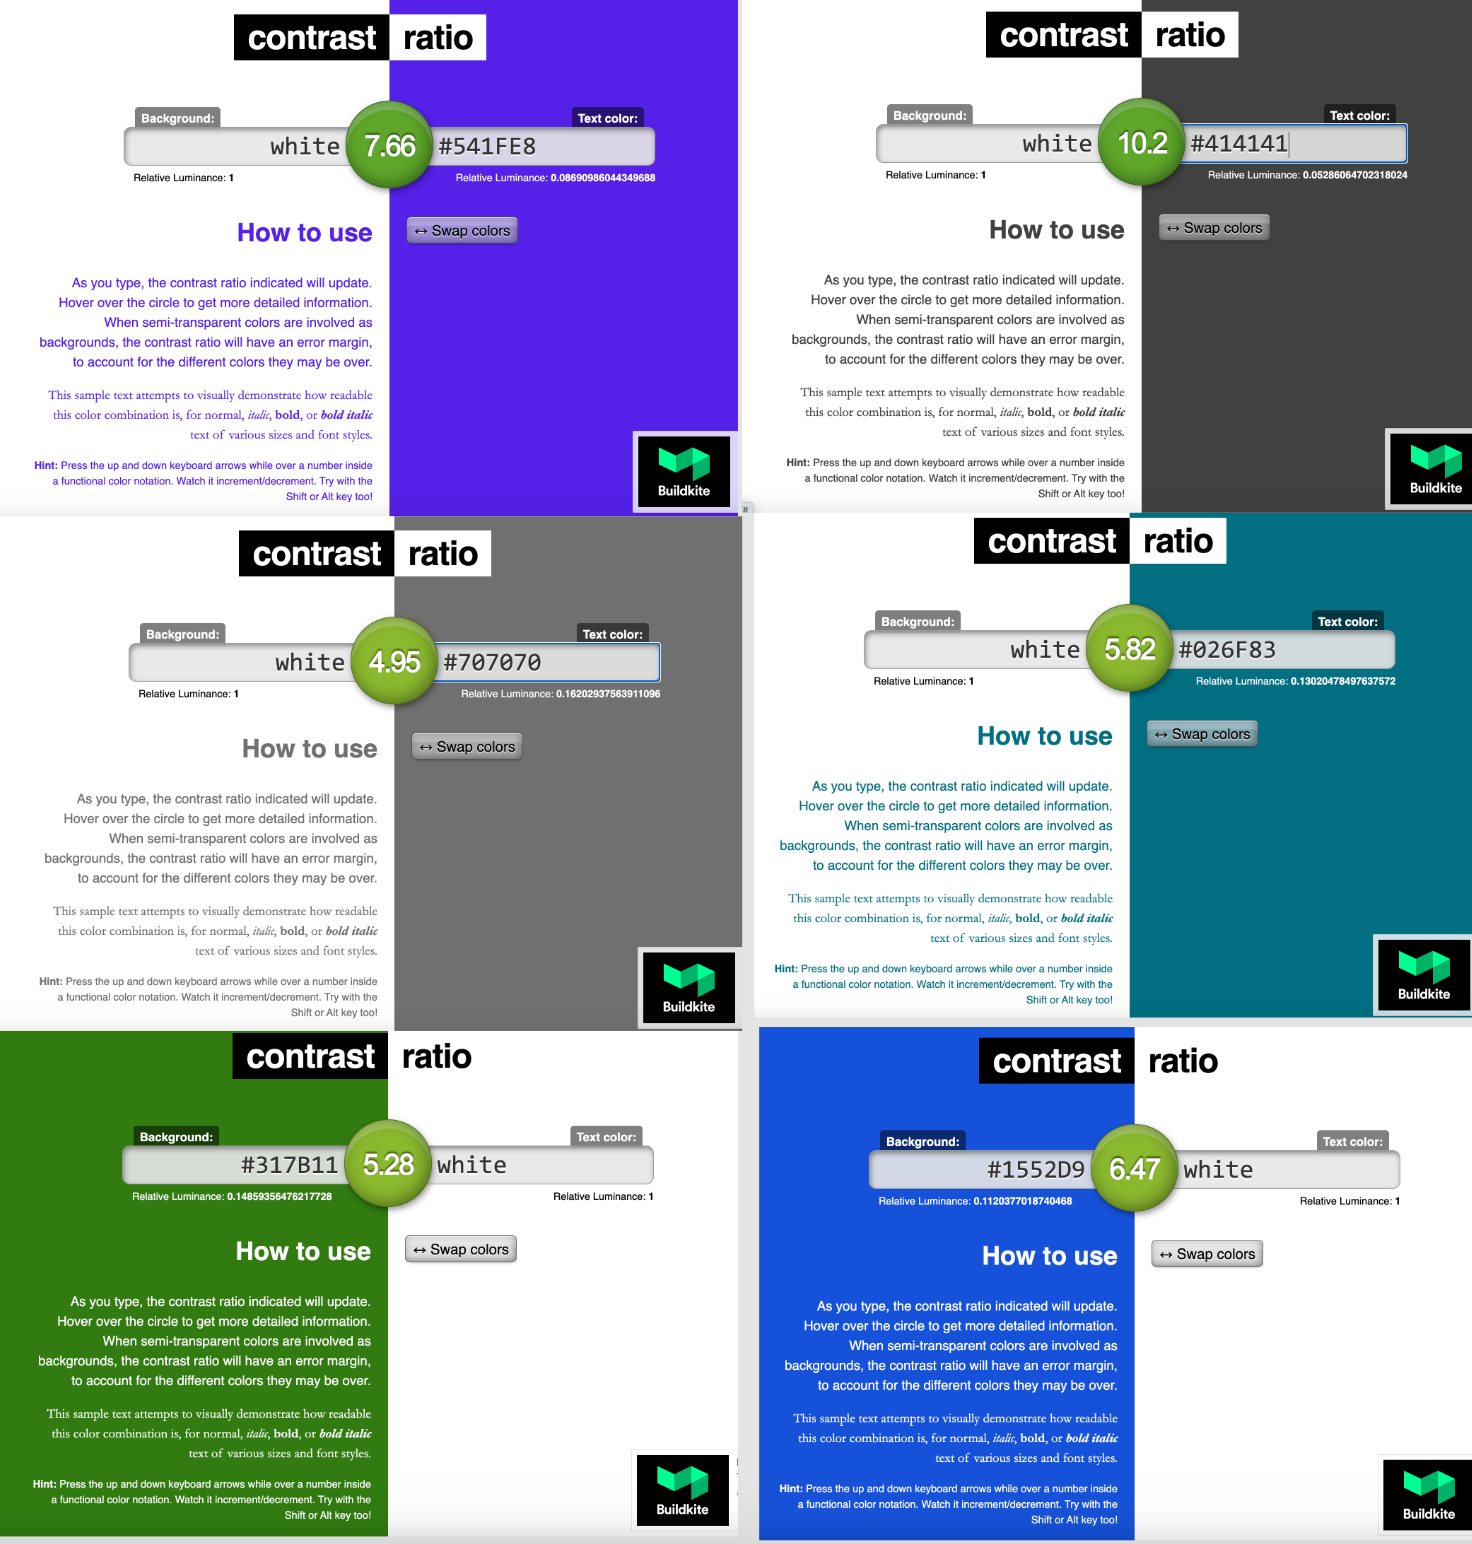 contrast ratio
Background:
Text color:
white 7.66 #541FE8
Relative Luminance: 1
Relative Luminance: 0.08690986044349688
How to use
↔ Swap colors
As you type, the contrast ratio indicated will update.
Hover over the circle to get more detailed information.
When semi-transparent colors are involved as
backgrounds, the contrast ratio will have an error margin,
to account for the different colors they may be over.
This sample text attempts to visually demonstrate how readable
this color combination is, for normal, italic, bold, or bold italic
text of various sizes and font styles.
Hint: Press the up and down keyboard arrows while over a number inside
a functional color notation. Watch it increment/decrement. Try with the
Shift or Alt key too!
Buildkite
contrast ratio
Background:
Text color:
white 10.2 #414141
Relative Luminance: 1
Relative Luminance: 0.05286064702318024
How to use
↔ Swap colors
As you type, the contrast ratio indicated will update.
Hover over the circle to get more detailed information.
When semi-transparent colors are involved as
backgrounds, the contrast ratio will have an error margin,
to account for the different colors they may be over.
This sample text attempts to visually demonstrate how readable
this color combination is, for normal, italic, bold, or bold italic
text of various sizes and font styles.
Hint: Press the up and down keyboard arrows while over a number inside
a functional color notation. Watch it increment/decrement. Try with the
Shift or Alt key too!
Buildkite
contrast ratio
Background:
Text color:
white 4.95 #707070
Relative Luminance: 1
Relative Luminance: 0.16202937563911096
How to use
↔ Swap colors
As you type, the contrast ratio indicated will update.
Hover over the circle to get more detailed information.
When semi-transparent colors are involved as
backgrounds, the contrast ratio will have an error margin,
to account for the different colors they may be over.
This sample text attempts to visually demonstrate how readable
this color combination is, for normal, italic, bold, or bold italic
text of various sizes and font styles.
Hint: Press the up and down keyboard arrows while over a number inside
a functional color notation. Watch it increment/decrement. Try with the
Shift or Alt key too!
Buildkite
contrast ratio
Background:
Text color:
white 5.82 #026F83
Relative Luminance: 1
Relative Luminance: 0.13020478497637572
How to use
↔ Swap colors
As you type, the contrast ratio indicated will update.
Hover over the circle to get more detailed information.
When semi-transparent colors are involved as
backgrounds, the contrast ratio will have an error margin,
to account for the different colors they may be over.
This sample text attempts to visually demonstrate how readable
this color combination is, for normal, italic, bold, or bold italic
text of various sizes and font styles.
Hint: Press the up and down keyboard arrows while over a number inside
a functional color notation. Watch it increment/decrement. Try with the
Shift or Alt key too!
Buildkite
contrast ratio
Background:
Text color:
#317B11 5.28 white
Relative Luminance: 0.14859356476217728
Relative Luminance: 1
How to use
↔ Swap colors
As you type, the contrast ratio indicated will update.
Hover over the circle to get more detailed information.
When semi-transparent colors are involved as
backgrounds, the contrast ratio will have an error margin,
to account for the different colors they may be over.
This sample text attempts to visually demonstrate how readable
this color combination is, for normal, italic, bold, or bold italic
text of various sizes and font styles.
Hint: Press the up and down keyboard arrows while over a number inside
a functional color notation. Watch it increment/decrement. Try with the
Shift or Alt key too!
Buildkite
contrast ratio
Background:
Text color:
#1552D9 6.47 white
Relative Luminance: 0.1120377018740468
Relative Luminance: 1
How to use
↔ Swap colors
As you type, the contrast ratio indicated will update.
Hover over the circle to get more detailed information.
When semi-transparent colors are involved as
backgrounds, the contrast ratio will have an error margin,
to account for the different colors they may be over.
This sample text attempts to visually demonstrate how readable
this color combination is, for normal, italic, bold, or bold italic
text of various sizes and font styles.
Hint: Press the up and down keyboard arrows while over a number inside
a functional color notation. Watch it increment/decrement. Try with the
Shift or Alt key too!
Buildkite